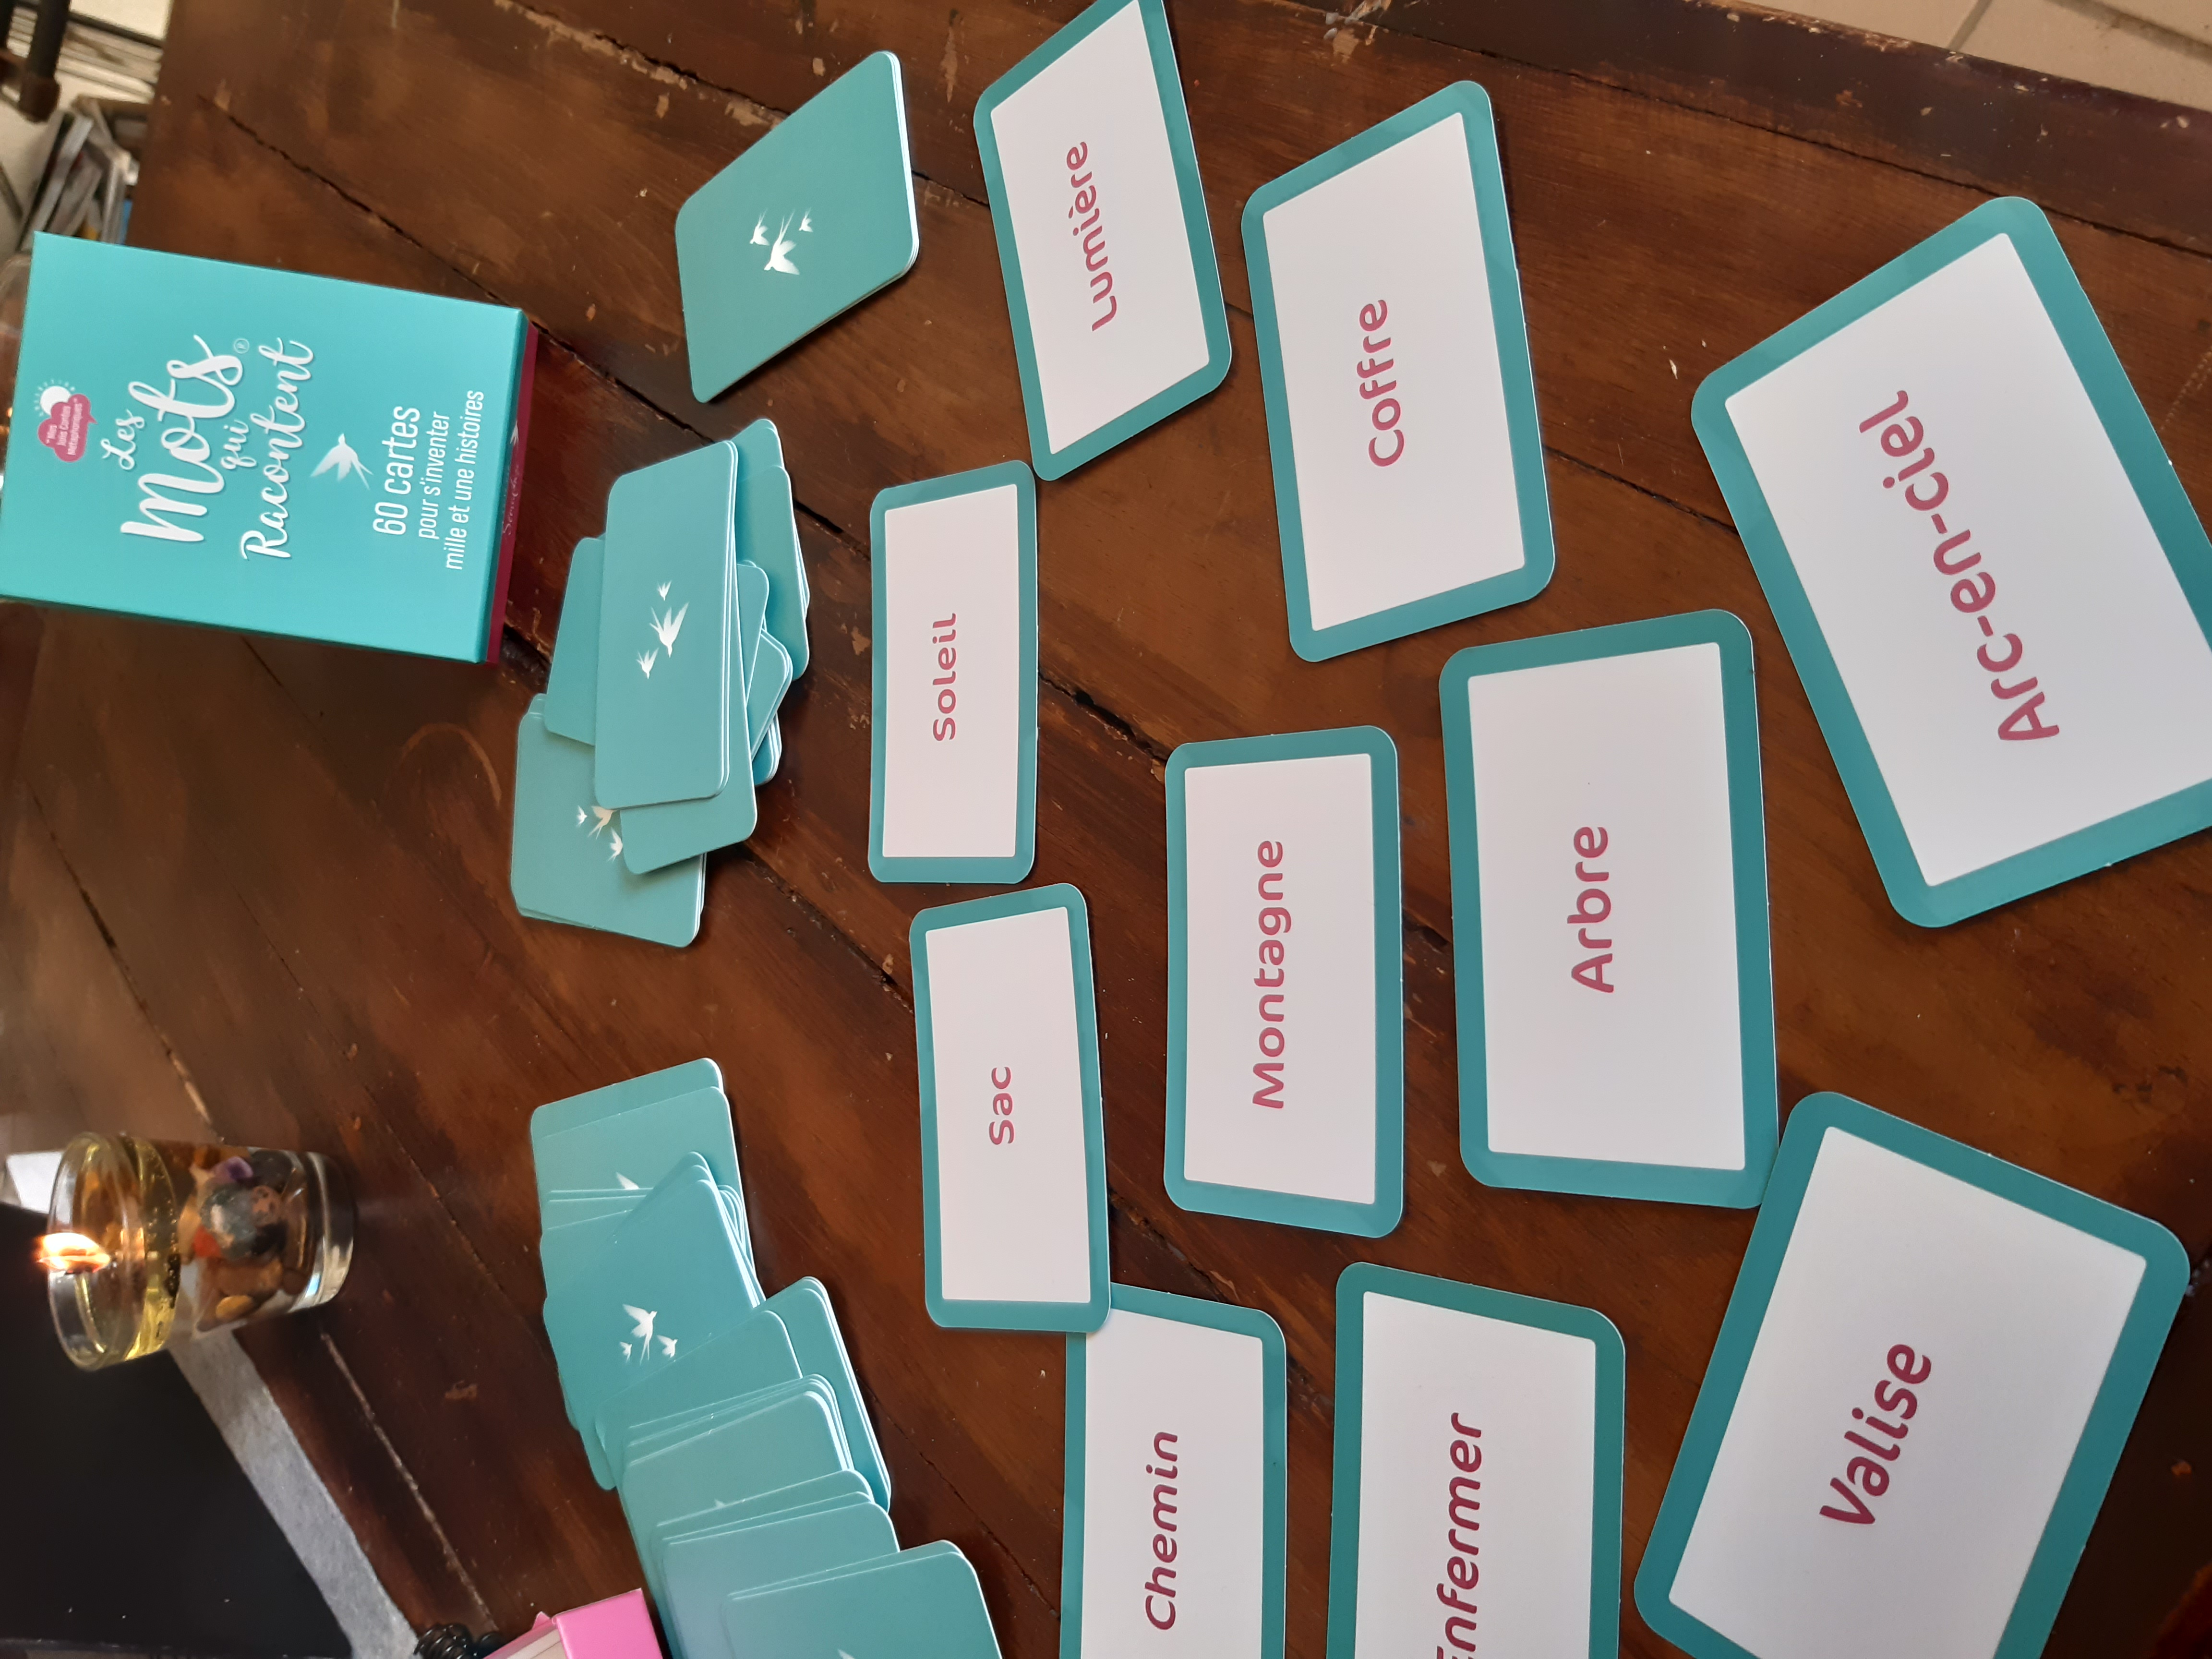 "Mes
Jolis Contes
Métaphoriques"
Les
Mots®
qui
Racontent
60 cartes
pour s'inventer
mille et une histoires
Soleil
Sac
Lumière
Chemin
Montagne
Coffre
Enfermer
Arbre
Valise
Arc-en-ciel